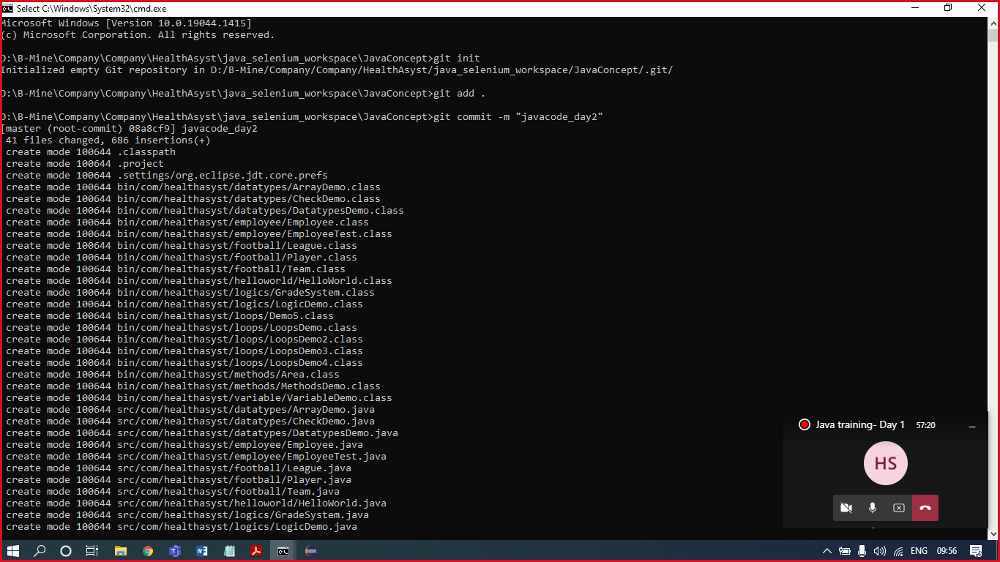 Select C:\Windows\System32\cmd.exe
Microsoft Windows [Version 10.0.19044.1415]
(c) Microsoft Corporation. All rights reserved.
D:\B-Mine\Company\Company\HealthAsyst\java_selenium_workspace\JavaConcept>git init
Initialized empty Git repository in D:/B-Mine/Company/Company/HealthAsyst/java_selenium_workspace/JavaConcept/.git/
D:\B-Mine\Company\Company\HealthAsyst\java_selenium_workspace\JavaConcept>git add .
D:\B-Mine\Company\Company\HealthAsyst\java_selenium_workspace\JavaConcept>git commit -m "javacode_day2"
[master (root-commit) 08a8cf9] javacode_day2
41 files changed, 686 insertions(+)
create mode 100644 .classpath
create mode 100644 .project
create mode 100644 .settings/org.eclipse.jdt.core.prefs
create mode 100644 bin/com/healthasyst/datatypes/ArrayDemo.class
create mode 100644 bin/com/healthasyst/datatypes/CheckDemo.class
create mode 100644 bin/com/healthasyst/datatypes/DatatypesDemo.class
create mode 100644 bin/com/healthasyst/employee/Employee.class
create mode 100644 bin/com/healthasyst/employee/EmployeeTest.class
create mode 100644 bin/com/healthasyst/football/League.class
create mode 100644 bin/com/healthasyst/football/Player.class
create mode 100644 bin/com/healthasyst/football/Team.class
create mode 100644 bin/com/healthasyst/helloworld/HelloWorld.class
create mode 100644 bin/com/healthasyst/logics/GradeSystem.class
create mode 100644 bin/com/healthasyst/logics/LogicDemo.class
create mode 100644 bin/com/healthasyst/loops/Demo5.class
create mode 100644 bin/com/healthasyst/loops/LoopsDemo.class
create mode 100644 bin/com/healthasyst/loops/LoopsDemo2.class
create mode 100644 bin/com/healthasyst/loops/LoopsDemo3.class
create mode 100644 bin/com/healthasyst/loops/LoopsDemo4.class
create mode 100644 bin/com/healthasyst/methods/Area.class
create mode 100644 bin/com/healthasyst/methods/MethodsDemo.class
create mode 100644 bin/com/healthasyst/variable/VariableDemo.class
create mode 100644 src/com/healthasyst/datatypes/ArrayDemo.java
create mode 100644 src/com/healthasyst/datatypes/CheckDemo.java
create mode 100644 src/com/healthasyst/datatypes/DatatypesDemo.java
create mode 100644 src/com/healthasyst/employee/Employee.java
create mode 100644 src/com/healthasyst/employee/EmployeeTest.java
create mode 100644 src/com/healthasyst/football/League.java
create mode 100644 src/com/healthasyst/football/Player.java
create mode 100644 src/com/healthasyst/football/Team.java
create mode 100644 src/com/healthasyst/helloworld/HelloWorld.java
create mode 100644 src/com/healthasyst/logics/GradeSystem.java
create mode 100644 src/com/healthasyst/logics/LogicDemo.java
Java training- Day 1 57:20
HS
ENG 09:56